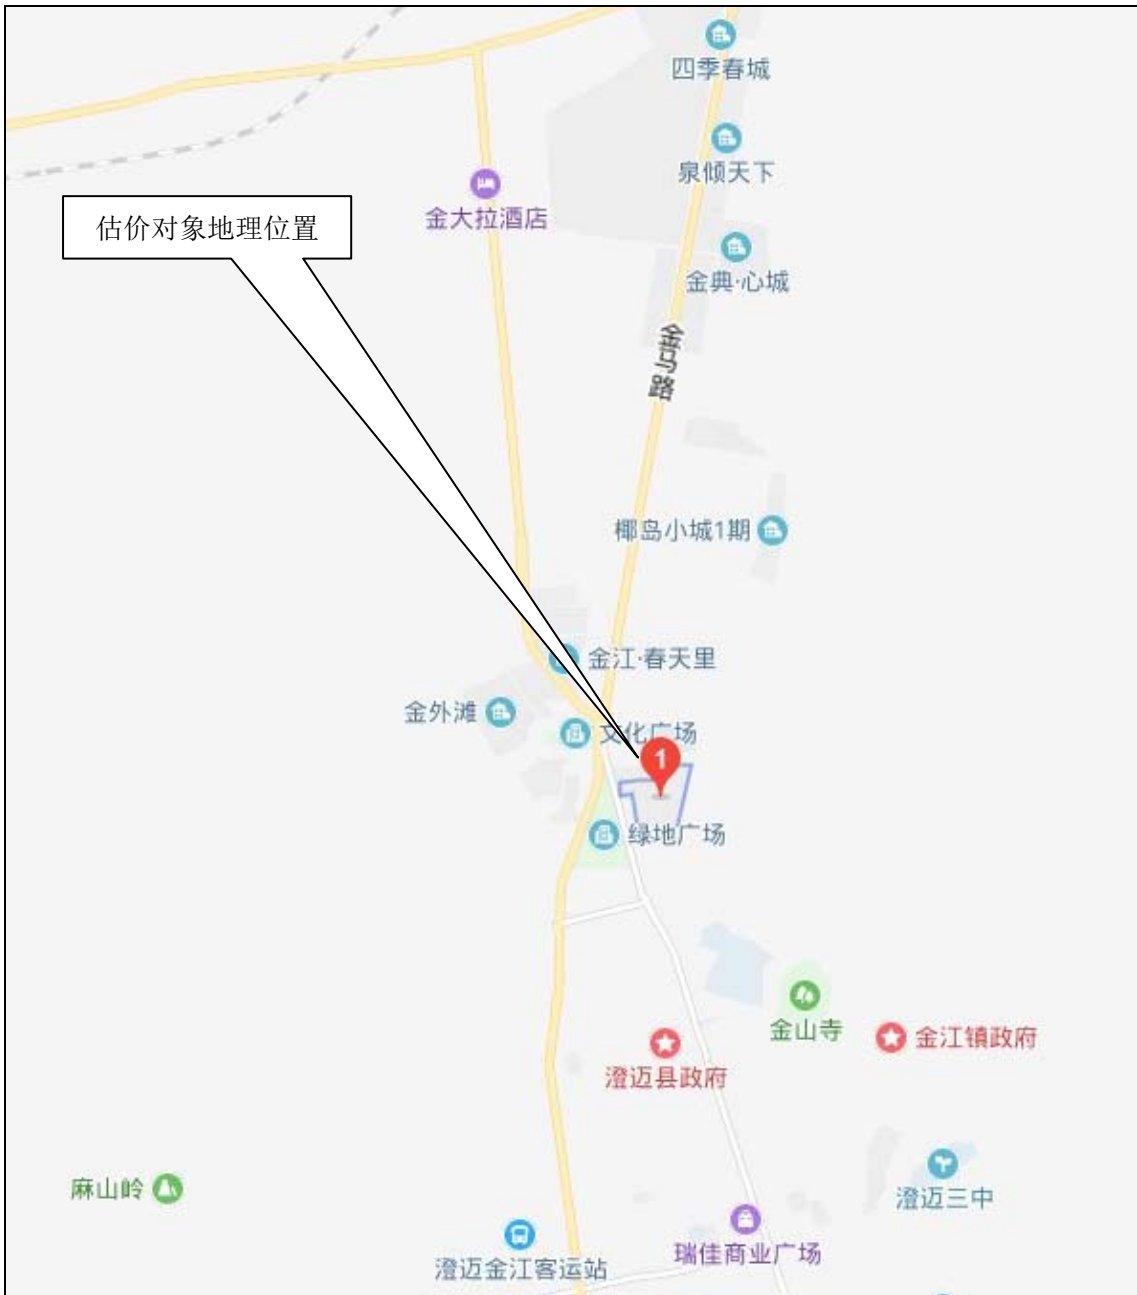 四季春城
泉倾天下
金大拉酒店
估价对象地理位置
金典·心城
金马路
椰岛小城1期
金江·春天里
金外滩
文化广场
1
绿地广场
金山寺
金江镇政府
澄迈县政府
麻山岭
澄迈三中
瑞佳商业广场
澄迈金江客运站